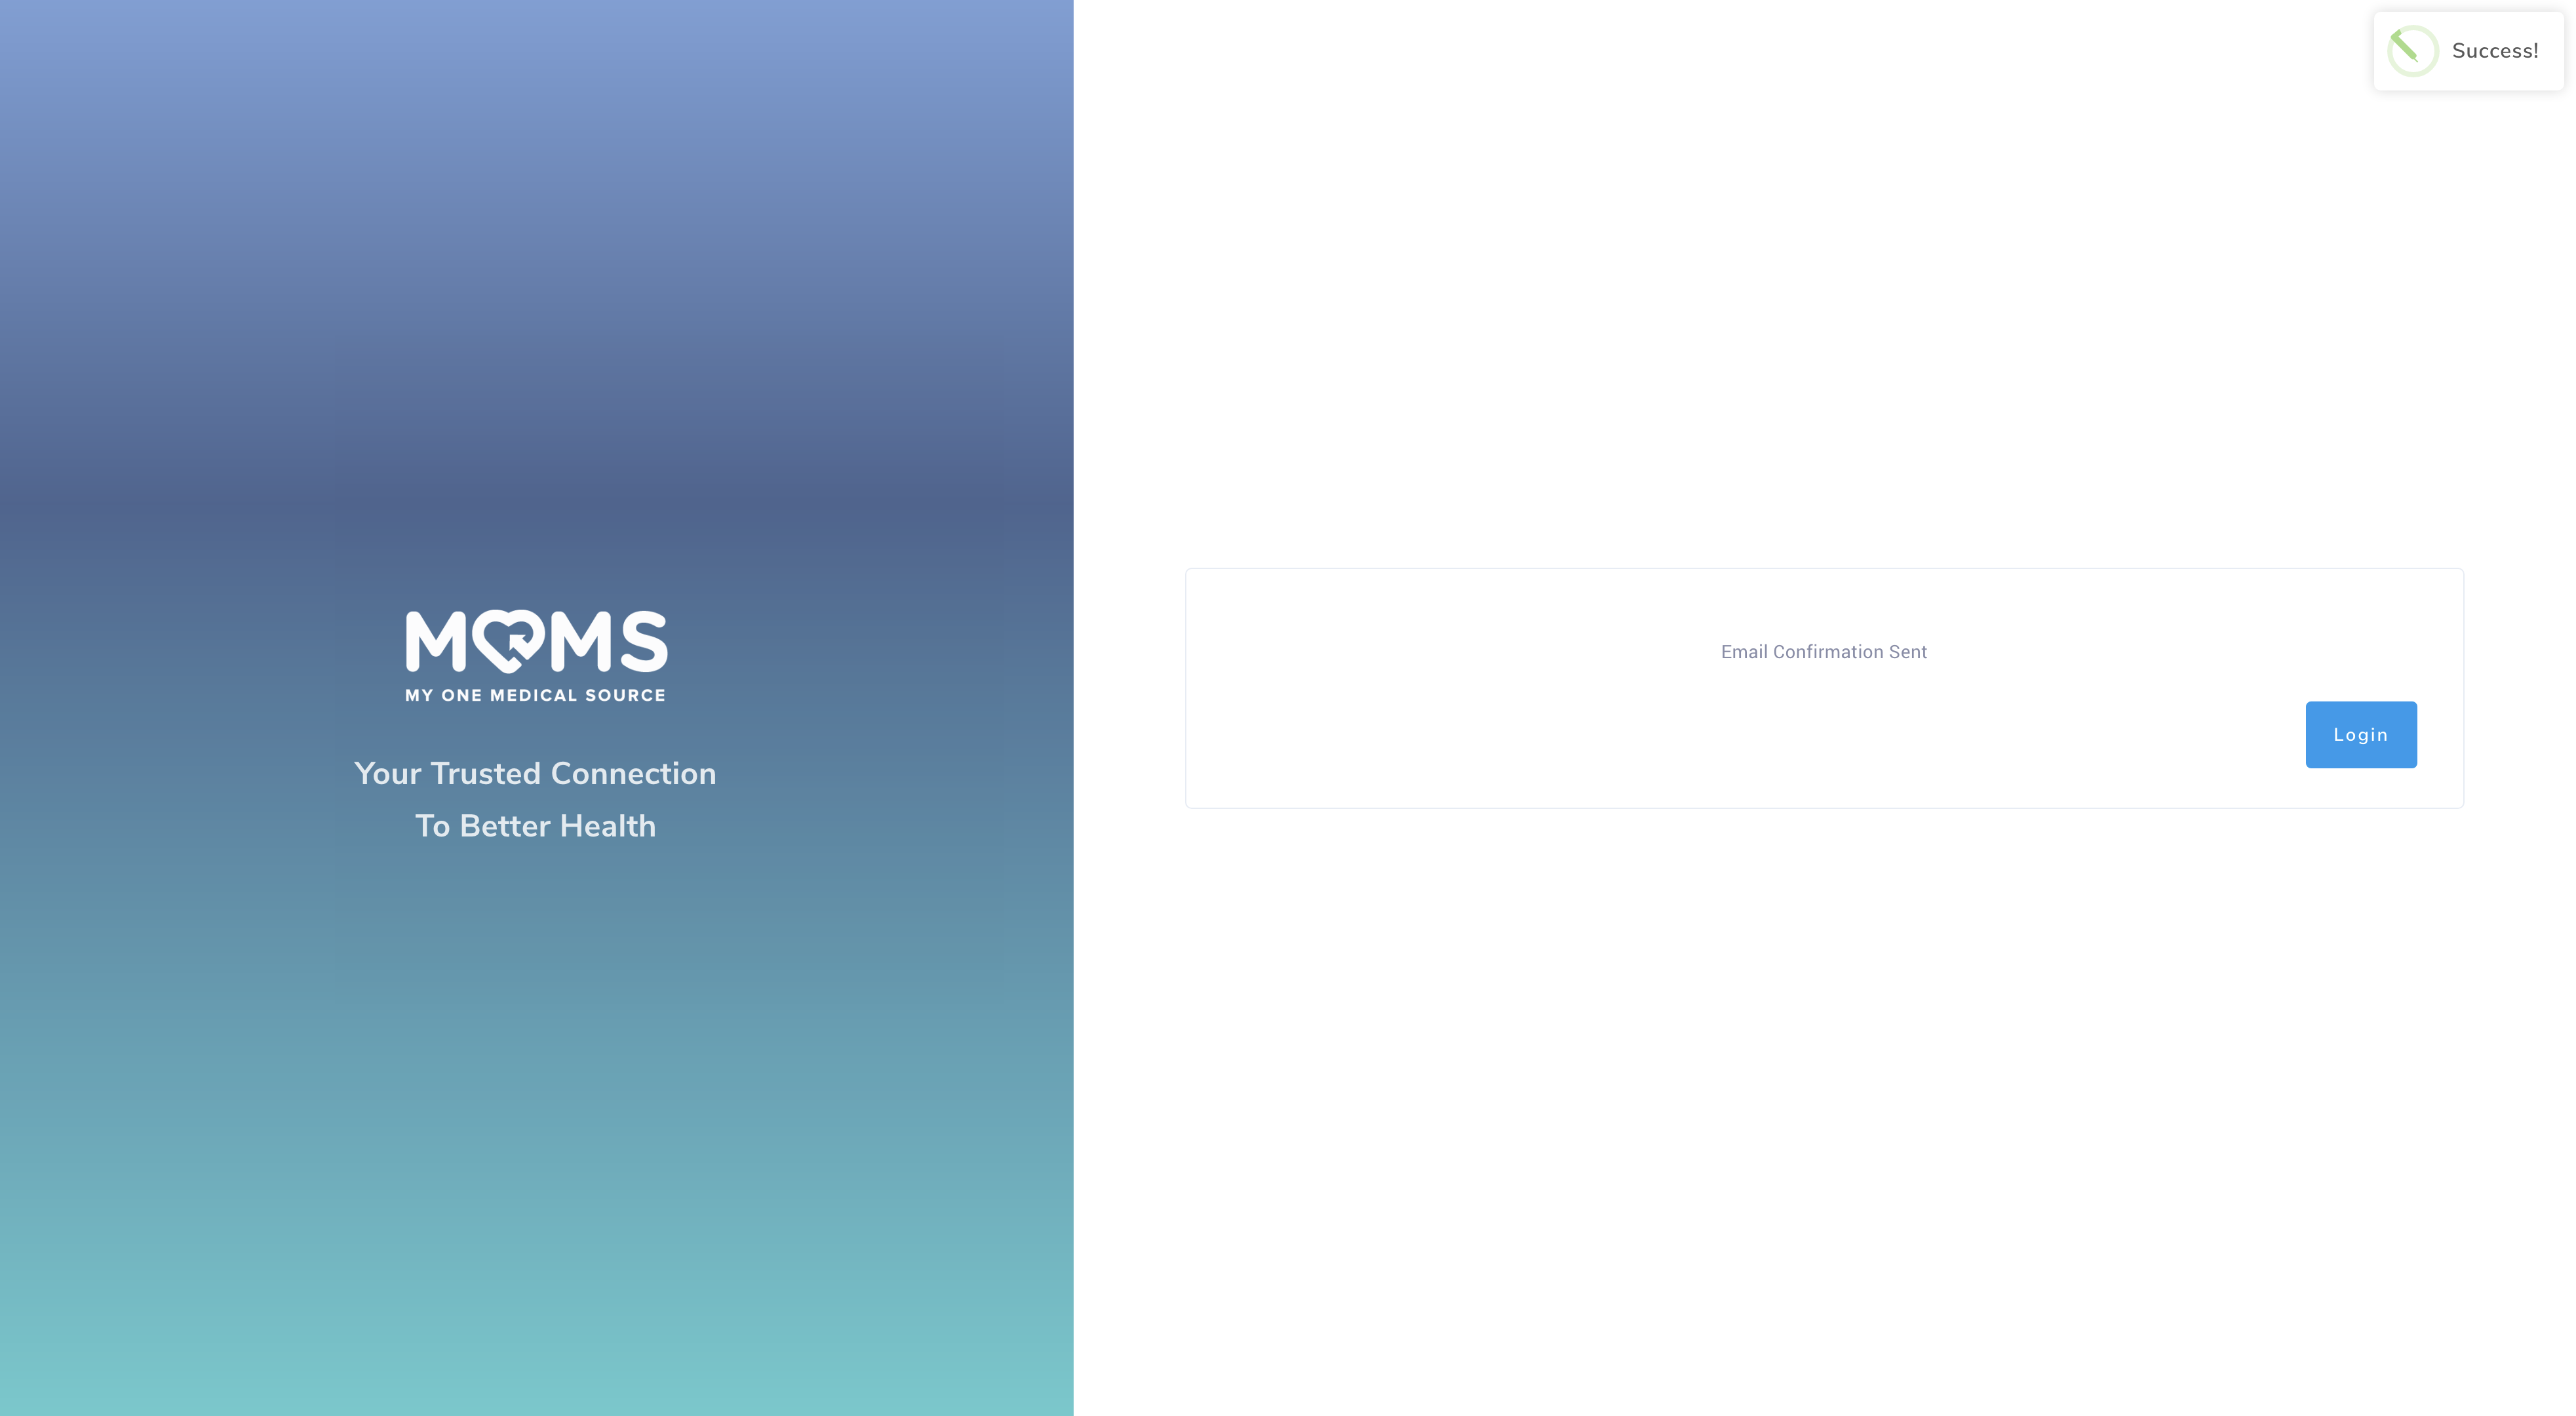 MOMS
MY ONE MEDICAL SOURCE
Your Trusted Connection
To Better Health
Success!
Email Confirmation Sent
Login